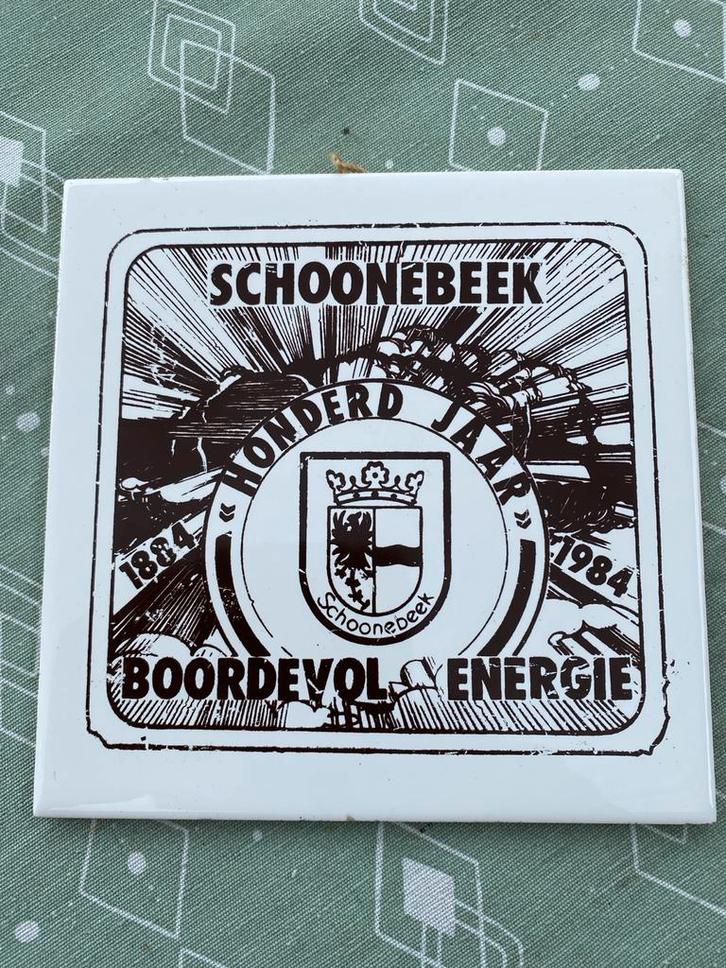 SCHOONEBEEK
« HONDERD JAAR »
1884 1984
Schoonebeek
BOORDEVOL ENERGIE